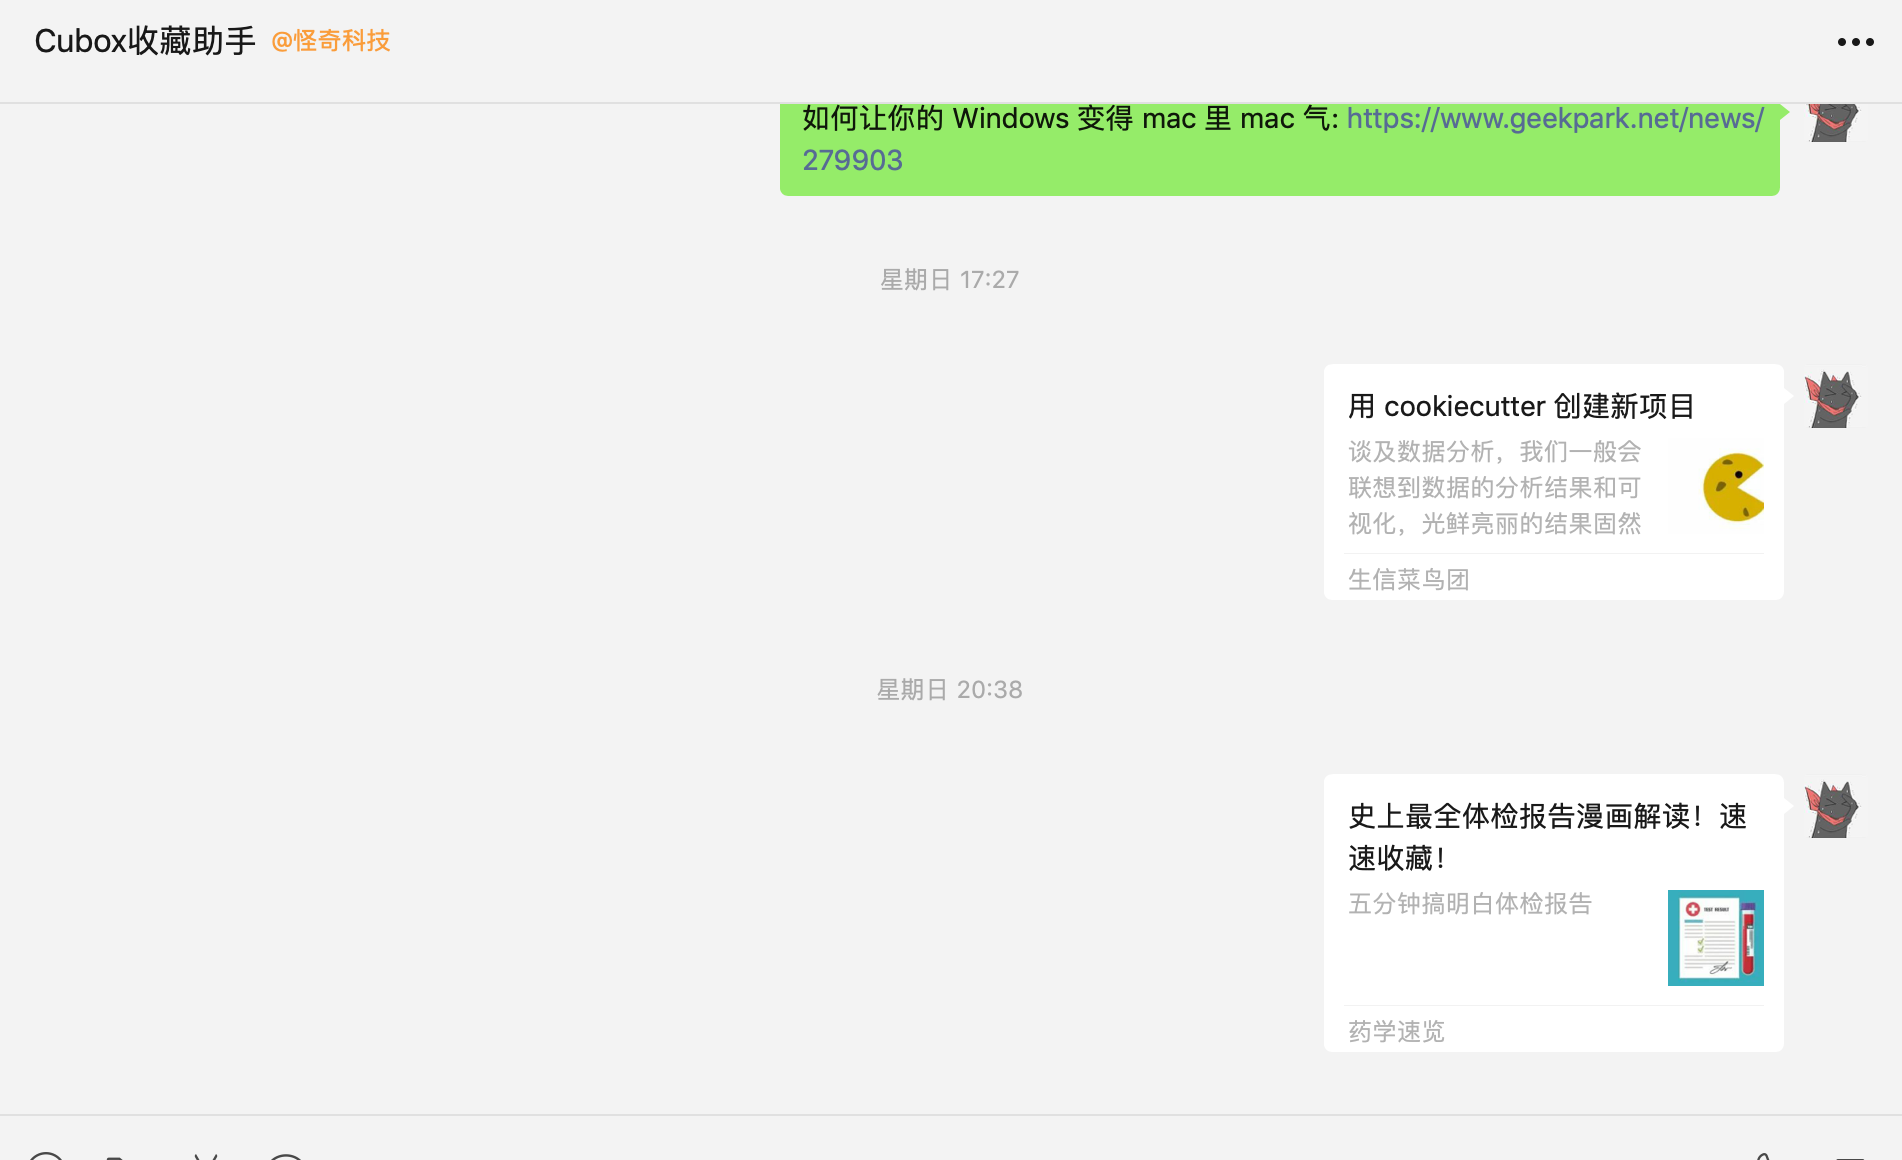 Cubox收藏助手 @怪奇科技
如何让你的 Windows 变得 mac 里 mac 气: https://www.geekpark.net/news/
279903
星期日 17:27
用 cookiecutter 创建新项目
谈及数据分析，我们一般会
联想到数据的分析结果和可
视化，光鲜亮丽的结果固然
生信菜鸟团
星期日 20:38
史上最全体检报告漫画解读！速
速收藏！
五分钟搞明白体检报告
TEST RESULT
药学速览